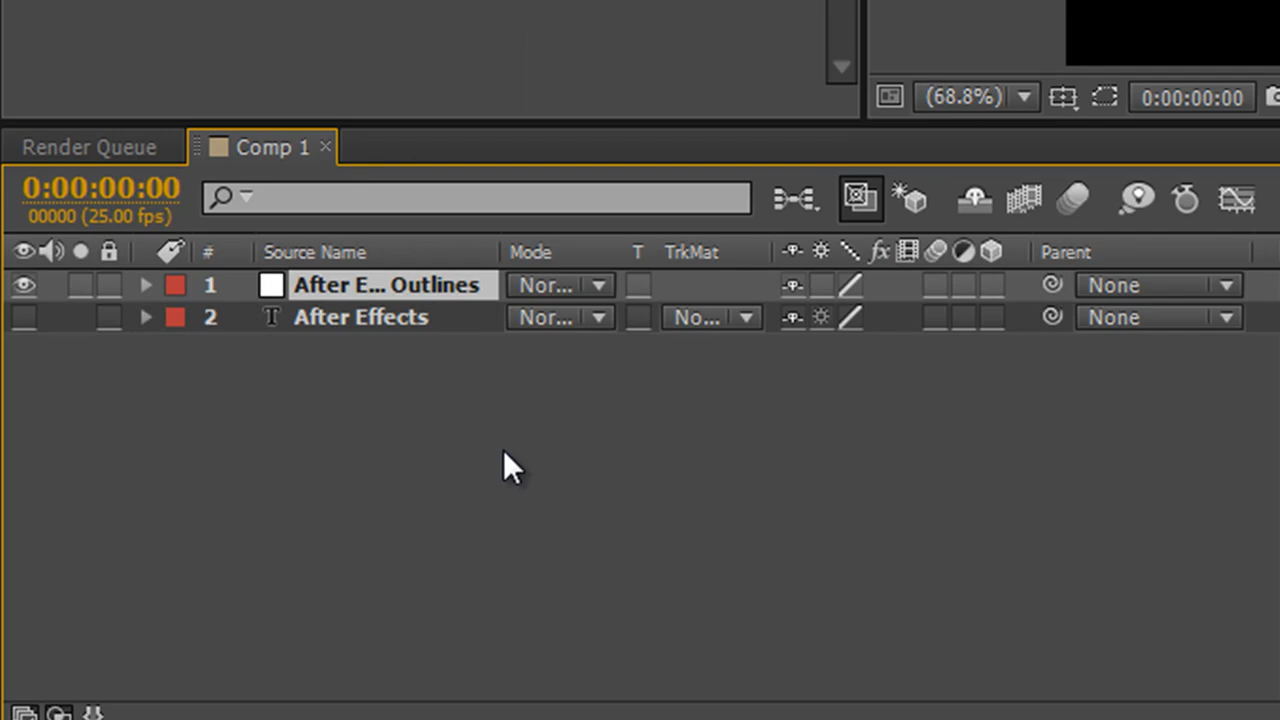 (68.8%) 0:00:00:00
Render Queue Comp 1
0:00:00:00
00000 (25.00 fps)
# Source Name Mode T TrkMat fx Parent
1 After E... Outlines Nor... None
2 T After Effects Nor... No... None